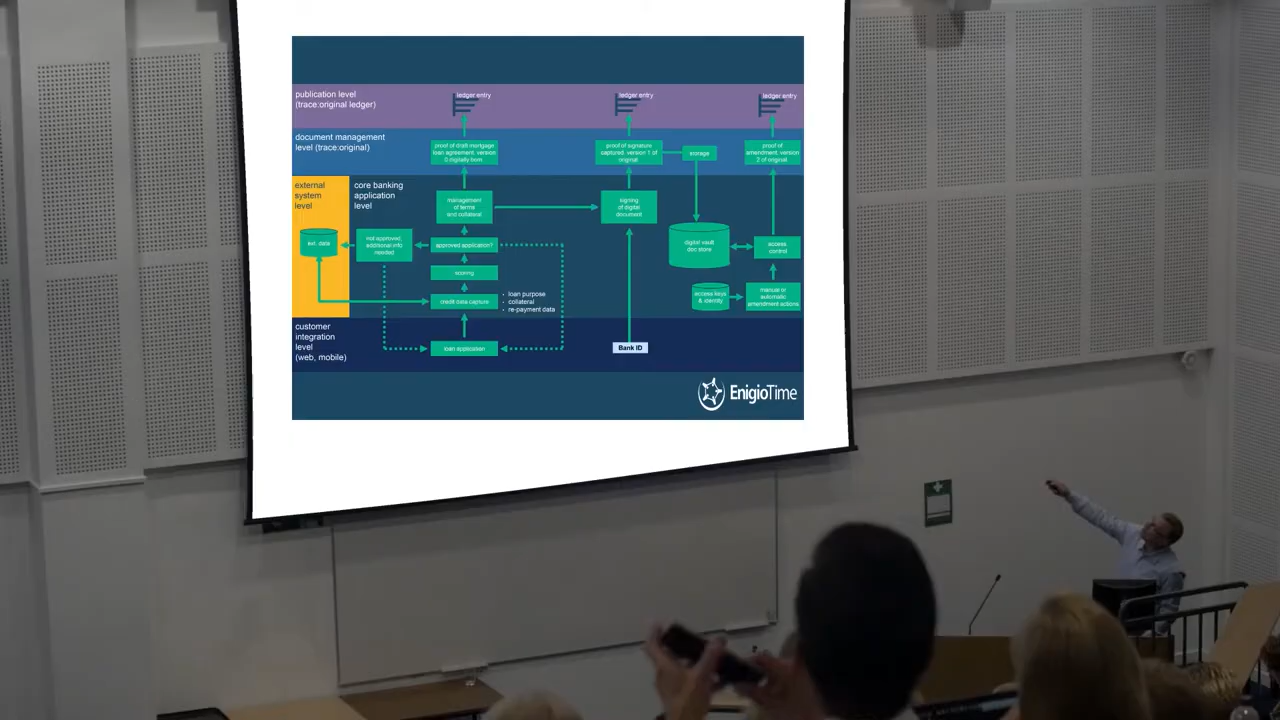 publication level
(trace:original ledger)
ledger entry
ledger entry
ledger entry
document management
level (trace:original)
proof of draft mortgage
loan agreement, version
0 digitally born
proof of signature
captured, version 1 of
original
storage
proof of
amendment, version
2 of original
external
system
level
core banking
application
level
management
of terms
and collateral
signing
of digital
document
ext. data
not approved,
additional info
needed
approved application?
digital vault
doc store
access
control
scoring
credit data capture
• loan purpose
• collateral
• re-payment data
access keys
& identity
manual or
automatic
amendment actions
customer
integration
level
(web, mobile)
loan application
Bank ID
EnigioTime